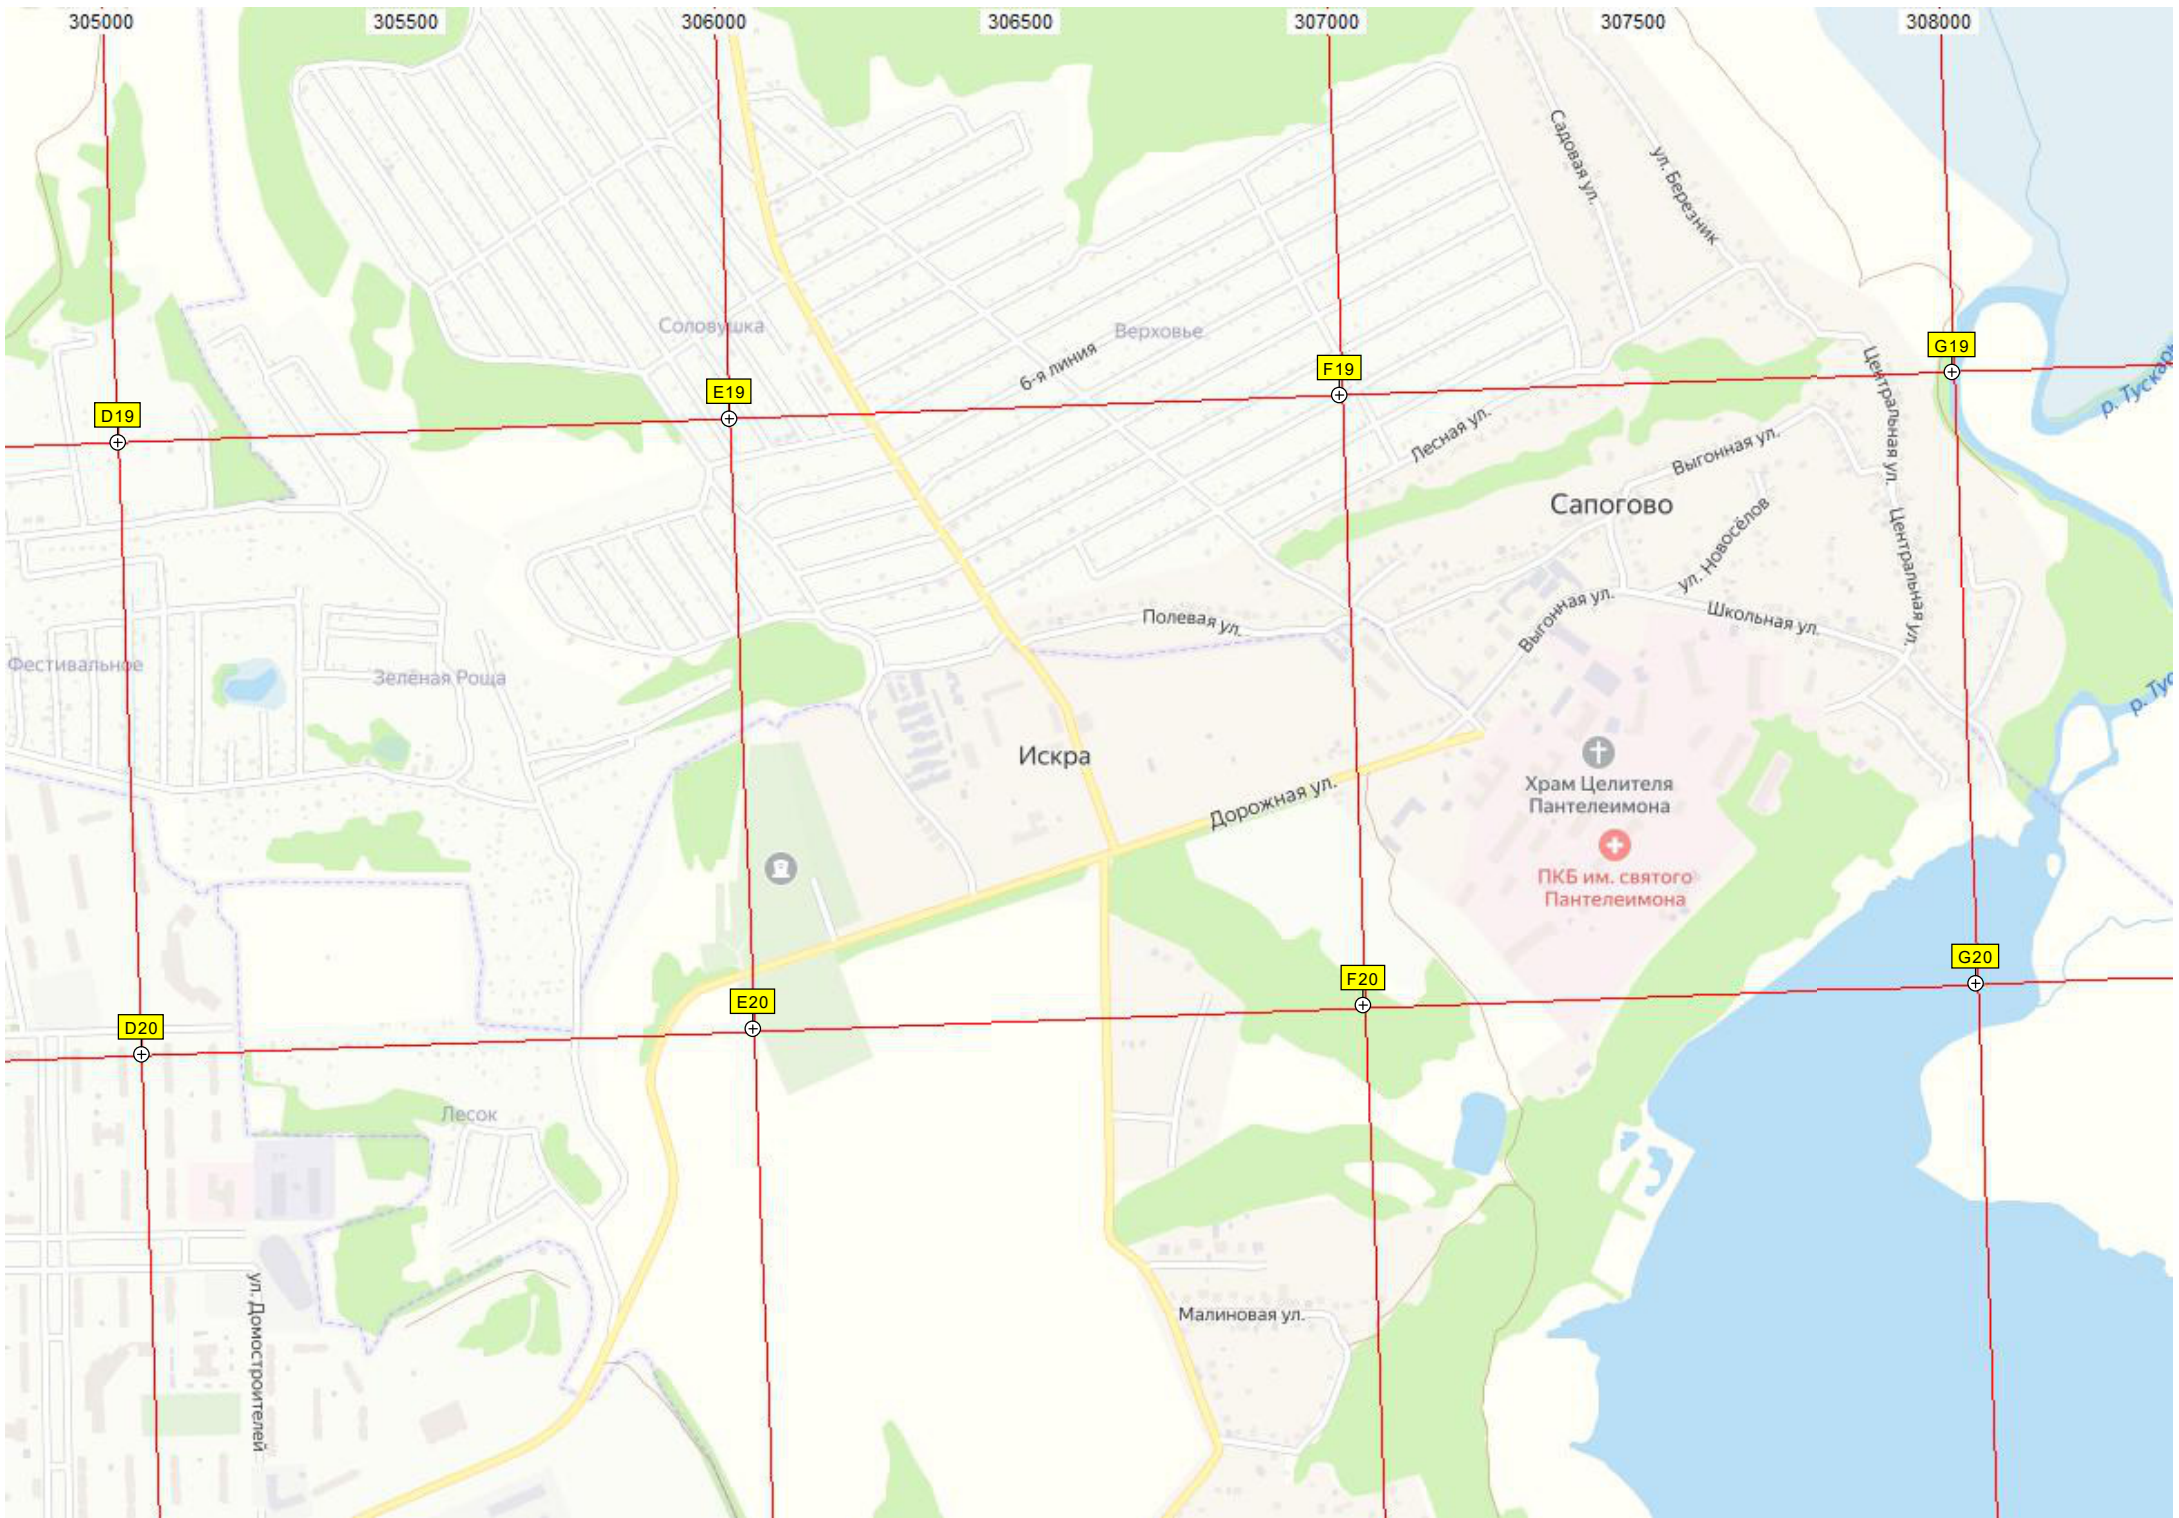 305000 305500 306000 306500 307000 307500 308000
Садовая ул.
ул. Березник
Соловушка
Верховье
6-я линия
Центральная ул.
G19
F19
E19
D19
р. Тускарь
Лесная ул.
Выгонная ул.
Сапогово
ул. Новосёлов
Центральная ул.
Полевая ул.
Выгонная ул.
Школьная ул.
Фестивальное
Зелёная Роща
р. Тус
Искра
Дорожная ул.
Храм Целителя
Пантелеимона
ПКБ им. святого
Пантелеимона
G20
F20
E20
D20
Лесок
ул. Домостроителей
Малиновая ул.